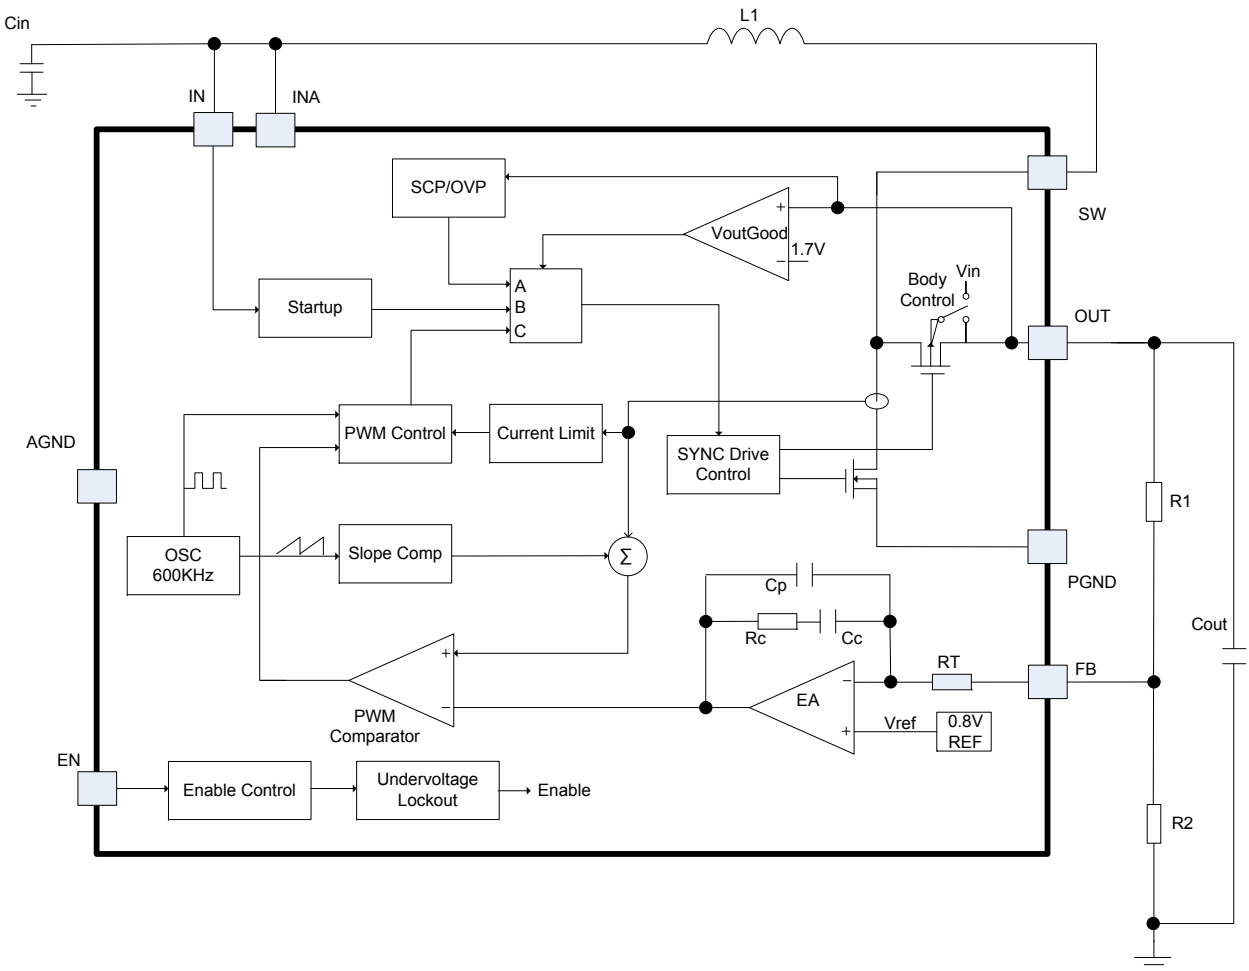 Cin
L1
IN
INA
SCP/OVP
SW
+
VoutGood
1.7V
−
Body
Control
Vin
A
B
C
Startup
OUT
AGND
PWM Control
Current Limit
SYNC Drive
Control
R1
OSC
600KHz
Slope Comp
Σ
PGND
Cp
Rc
Cc
Cout
+
−
PWM
Comparator
RT
FB
−
EA
+
Vref
0.8V
REF
EN
Enable Control
Undervoltage
Lockout
Enable
R2